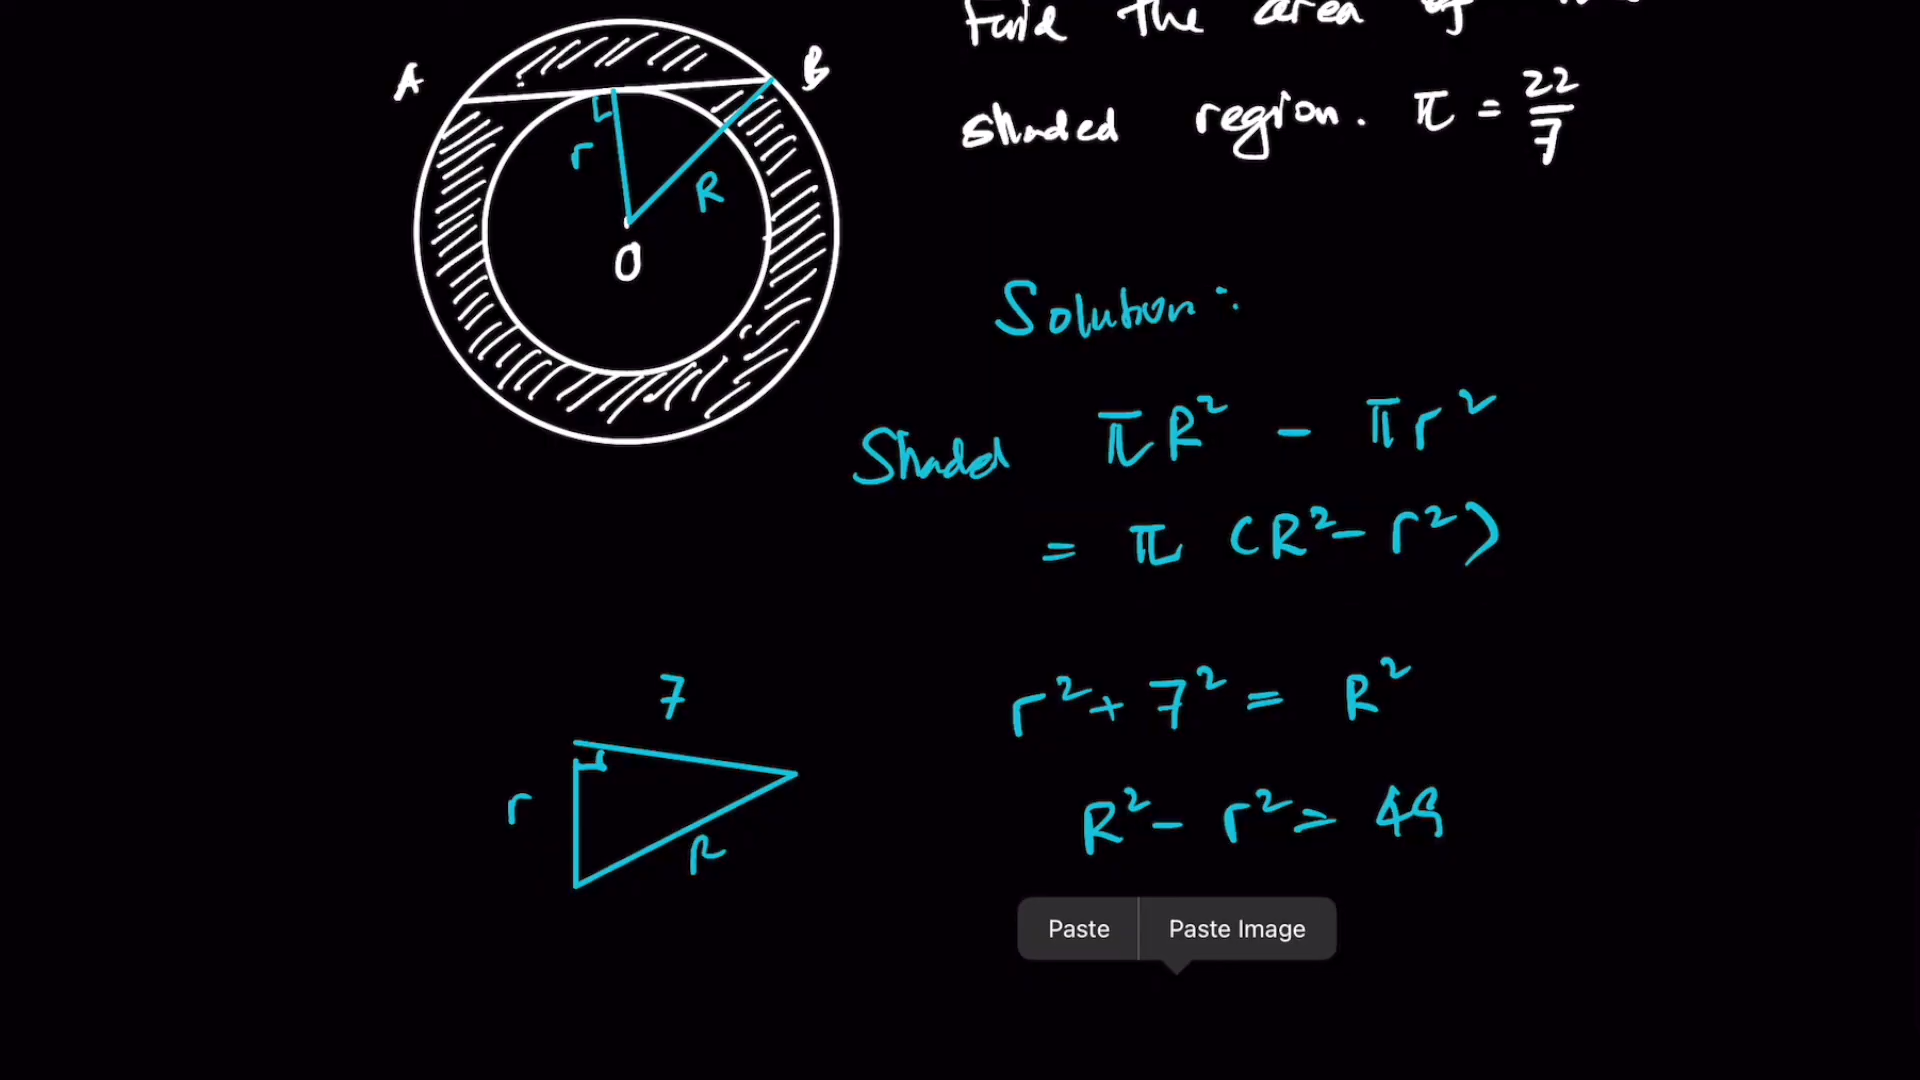 Find the area of
shaded region. π = 22/7
A
B
r
R
O
Solution:
Shaded πR² - πr²
= π (R² - r²)
7
r² + 7² = R²
r
R
R² - r² = 49
Paste
Paste Image